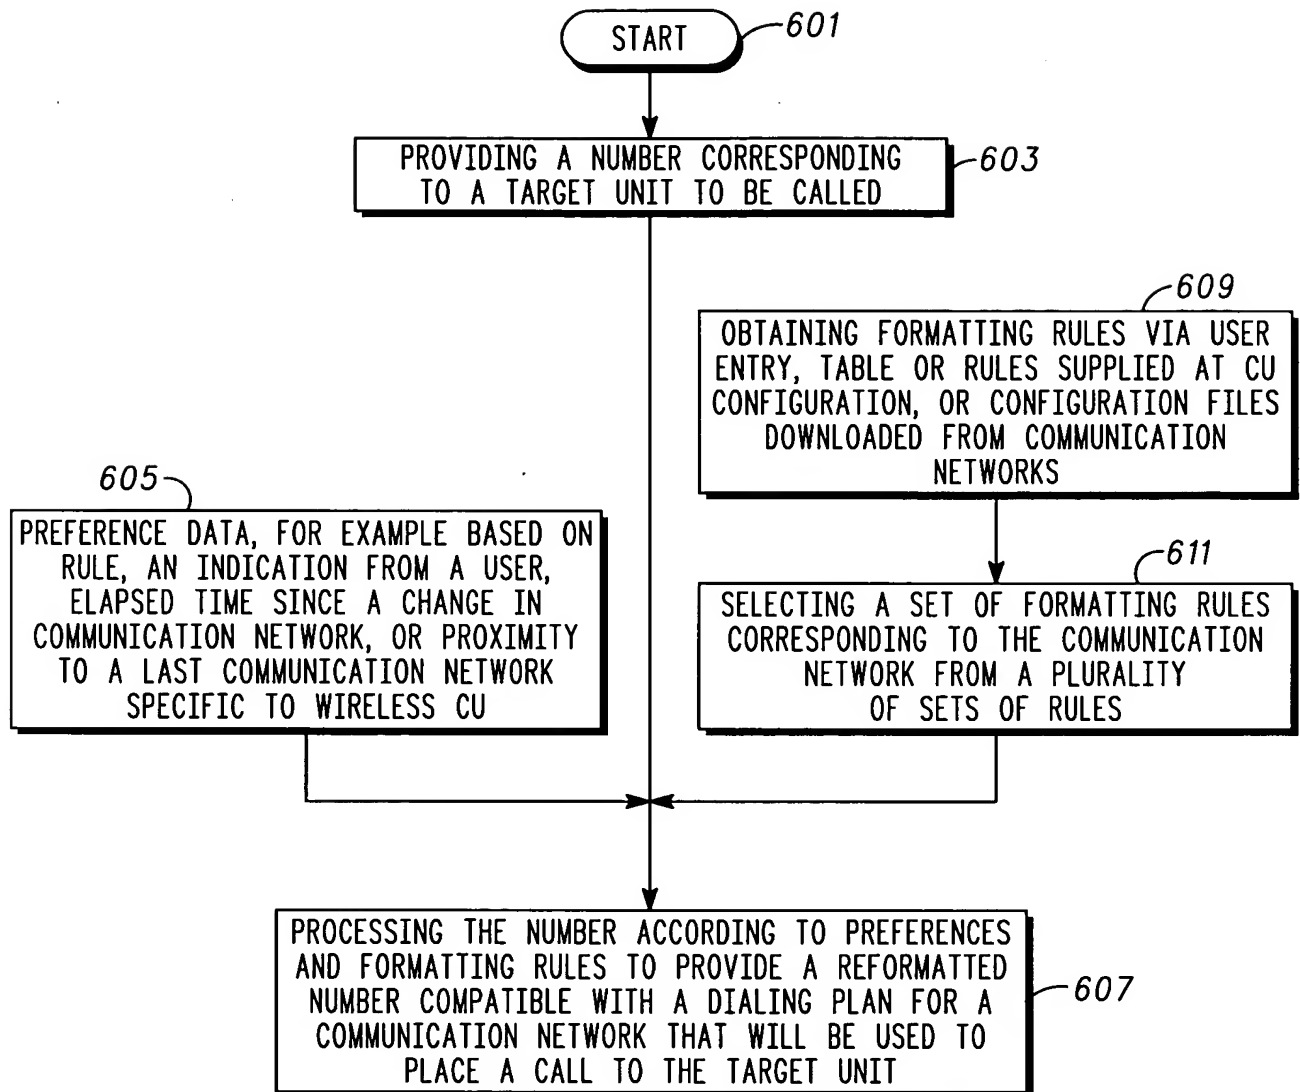 START
601
PROVIDING A NUMBER CORRESPONDING
TO A TARGET UNIT TO BE CALLED
603
609
OBTAINING FORMATTING RULES VIA USER
ENTRY, TABLE OR RULES SUPPLIED AT CU
CONFIGURATION, OR CONFIGURATION FILES
DOWNLOADED FROM COMMUNICATION
NETWORKS
605
PREFERENCE DATA, FOR EXAMPLE BASED ON
RULE, AN INDICATION FROM A USER,
ELAPSED TIME SINCE A CHANGE IN
COMMUNICATION NETWORK, OR PROXIMITY
TO A LAST COMMUNICATION NETWORK
SPECIFIC TO WIRELESS CU
611
SELECTING A SET OF FORMATTING RULES
CORRESPONDING TO THE COMMUNICATION
NETWORK FROM A PLURALITY
OF SETS OF RULES
PROCESSING THE NUMBER ACCORDING TO PREFERENCES
AND FORMATTING RULES TO PROVIDE A REFORMATTED
NUMBER COMPATIBLE WITH A DIALING PLAN FOR A
COMMUNICATION NETWORK THAT WILL BE USED TO
PLACE A CALL TO THE TARGET UNIT
607